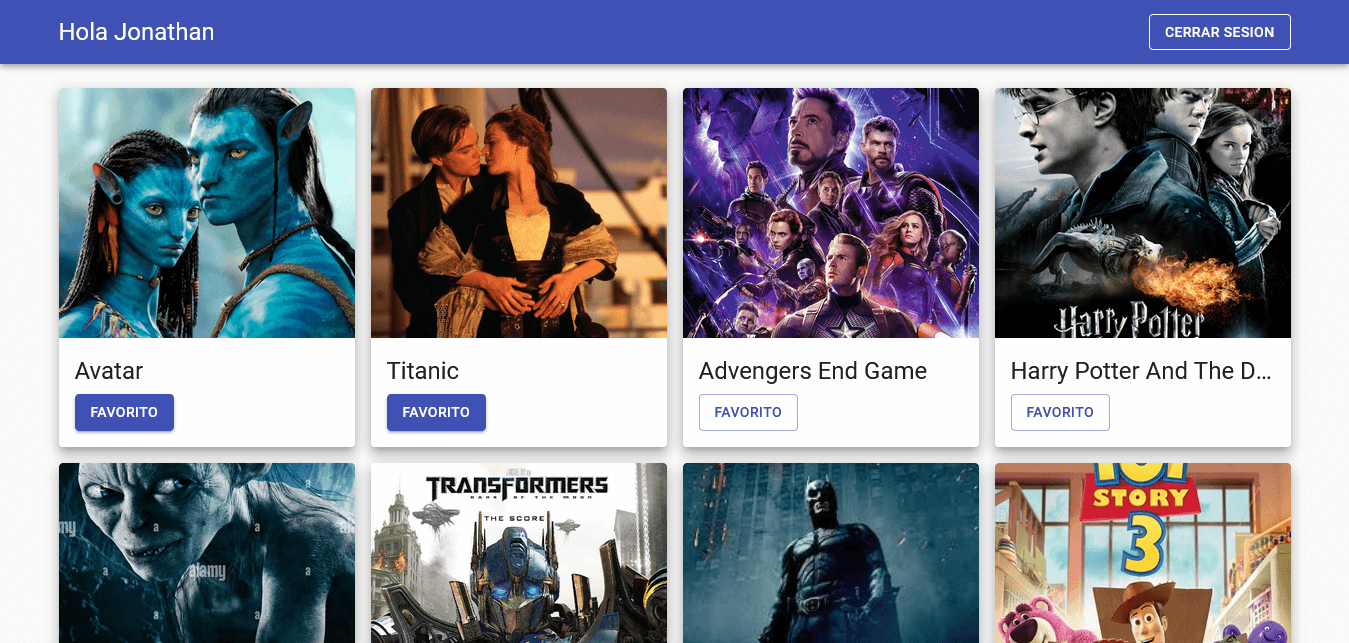 Hola Jonathan
CERRAR SESION
Avatar
FAVORITO
Titanic
FAVORITO
Advengers End Game
FAVORITO
Harry Potter
Harry Potter And The D...
FAVORITO
alamy
a
a
a
a
a
a
TRANSFORMERS
DARK OF THE MOON
THE SCORE
TOY
STORY
3